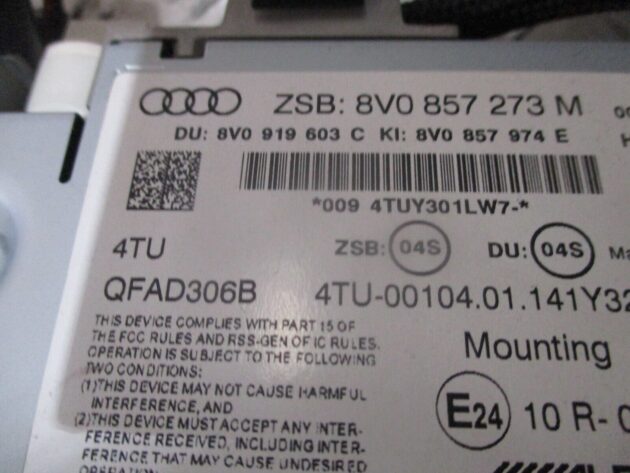 ZSB: 8V0 857 273 M
DU: 8V0 919 603 C KI: 8V0 857 974 E
*009 4TUY301LW7-*
4TU ZSB: 04S DU: 04S
QFAD306B 4TU-00104.01.141Y32
THIS DEVICE COMPLIES WITH PART 15 OF
THE FCC RULES AND RSS-GEN OF IC RULES.
OPERATION IS SUBJECT TO THE FOLLOWING
TWO CONDITIONS:
(1)THIS DEVICE MAY NOT CAUSE HARMFUL
INTERFERENCE, AND
(2)THIS DEVICE MUST ACCEPT ANY INTER-
FERENCE RECEIVED, INCLUDING INTER-
FERENCE THAT MAY CAUSE UNDESIRED
OPERATION
Mounting
E24 10 R- 0